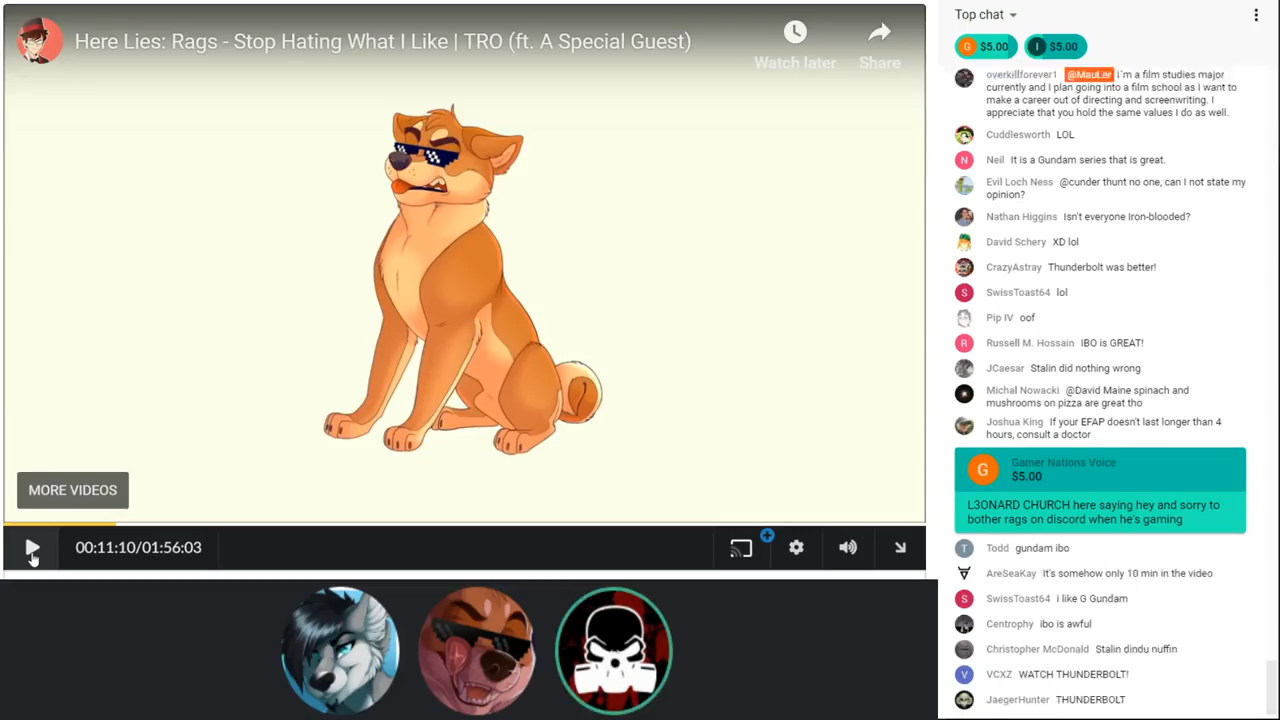 Here Lies: Rags - Stop Hating What I Like | TRO (ft. A Special Guest)
Watch later
Share
MORE VIDEOS
00:11:10/01:56:03
Top chat
G $5.00
I $5.00
overkillforever1 @MauLer I`m a film studies major
currently and I plan going into a film school as I want to
make a career out of directing and screenwriting. I
appreciate that you hold the same values I do as well.
Cuddlesworth LOL
N Neil It is a Gundam series that is great.
Evil Loch Ness @cunder thunt no one, can I not state my
opinion?
Nathan Higgins Isn't everyone Iron-blooded?
David Schery XD lol
CrazyAstray Thunderbolt was better!
S SwissToast64 lol
Pip IV oof
R Russell M. Hossain IBO is GREAT!
JCaesar Stalin did nothing wrong
Michal Nowacki @David Maine spinach and
mushrooms on pizza are great tho
Joshua King If your EFAP doesn't last longer than 4
hours, consult a doctor
G Gamer Nations Voice
$5.00
L3ONARD CHURCH here saying hey and sorry to
bother rags on discord when he's gaming
T Todd gundam ibo
AreSeaKay It's somehow only 10 min in the video
S SwissToast64 i like G Gundam
Centrophy ibo is awful
Christopher McDonald Stalin dindu nuffin
V VCXZ WATCH THUNDERBOLT!
JaegerHunter THUNDERBOLT